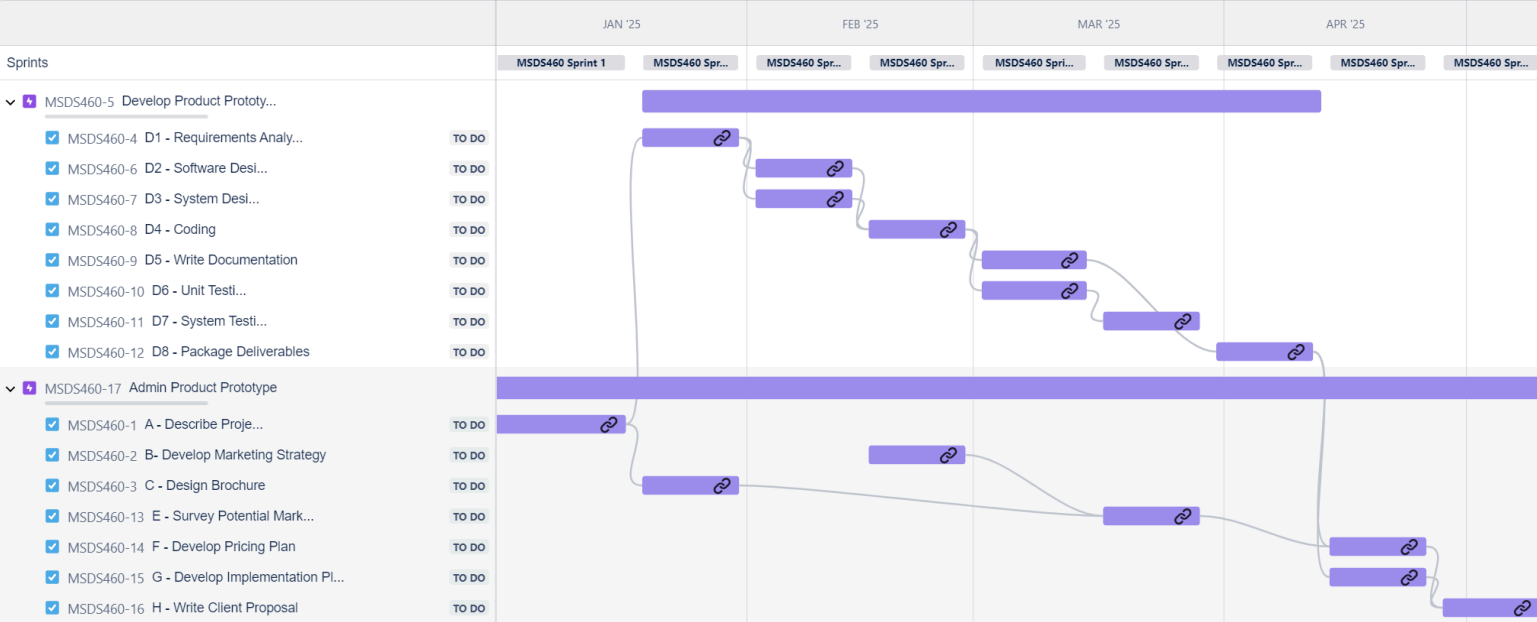 JAN '25 FEB '25 MAR '25 APR '25
Sprints MSDS460 Sprint 1 MSDS460 Spr... MSDS460 Spr... MSDS460 Spr... MSDS460 Spri... MSDS460 Spr... MSDS460 Spr... MSDS460 Spr... MSDS460 Spr...
MSDS460-5 Develop Product Prototy...
MSDS460-4 D1 - Requirements Analy... TO DO
MSDS460-6 D2 - Software Desi... TO DO
MSDS460-7 D3 - System Desi... TO DO
MSDS460-8 D4 - Coding TO DO
MSDS460-9 D5 - Write Documentation TO DO
MSDS460-10 D6 - Unit Testi... TO DO
MSDS460-11 D7 - System Testi... TO DO
MSDS460-12 D8 - Package Deliverables TO DO
MSDS460-17 Admin Product Prototype
MSDS460-1 A - Describe Proje... TO DO
MSDS460-2 B- Develop Marketing Strategy TO DO
MSDS460-3 C - Design Brochure TO DO
MSDS460-13 E - Survey Potential Mark... TO DO
MSDS460-14 F - Develop Pricing Plan TO DO
MSDS460-15 G - Develop Implementation Pl... TO DO
MSDS460-16 H - Write Client Proposal TO DO